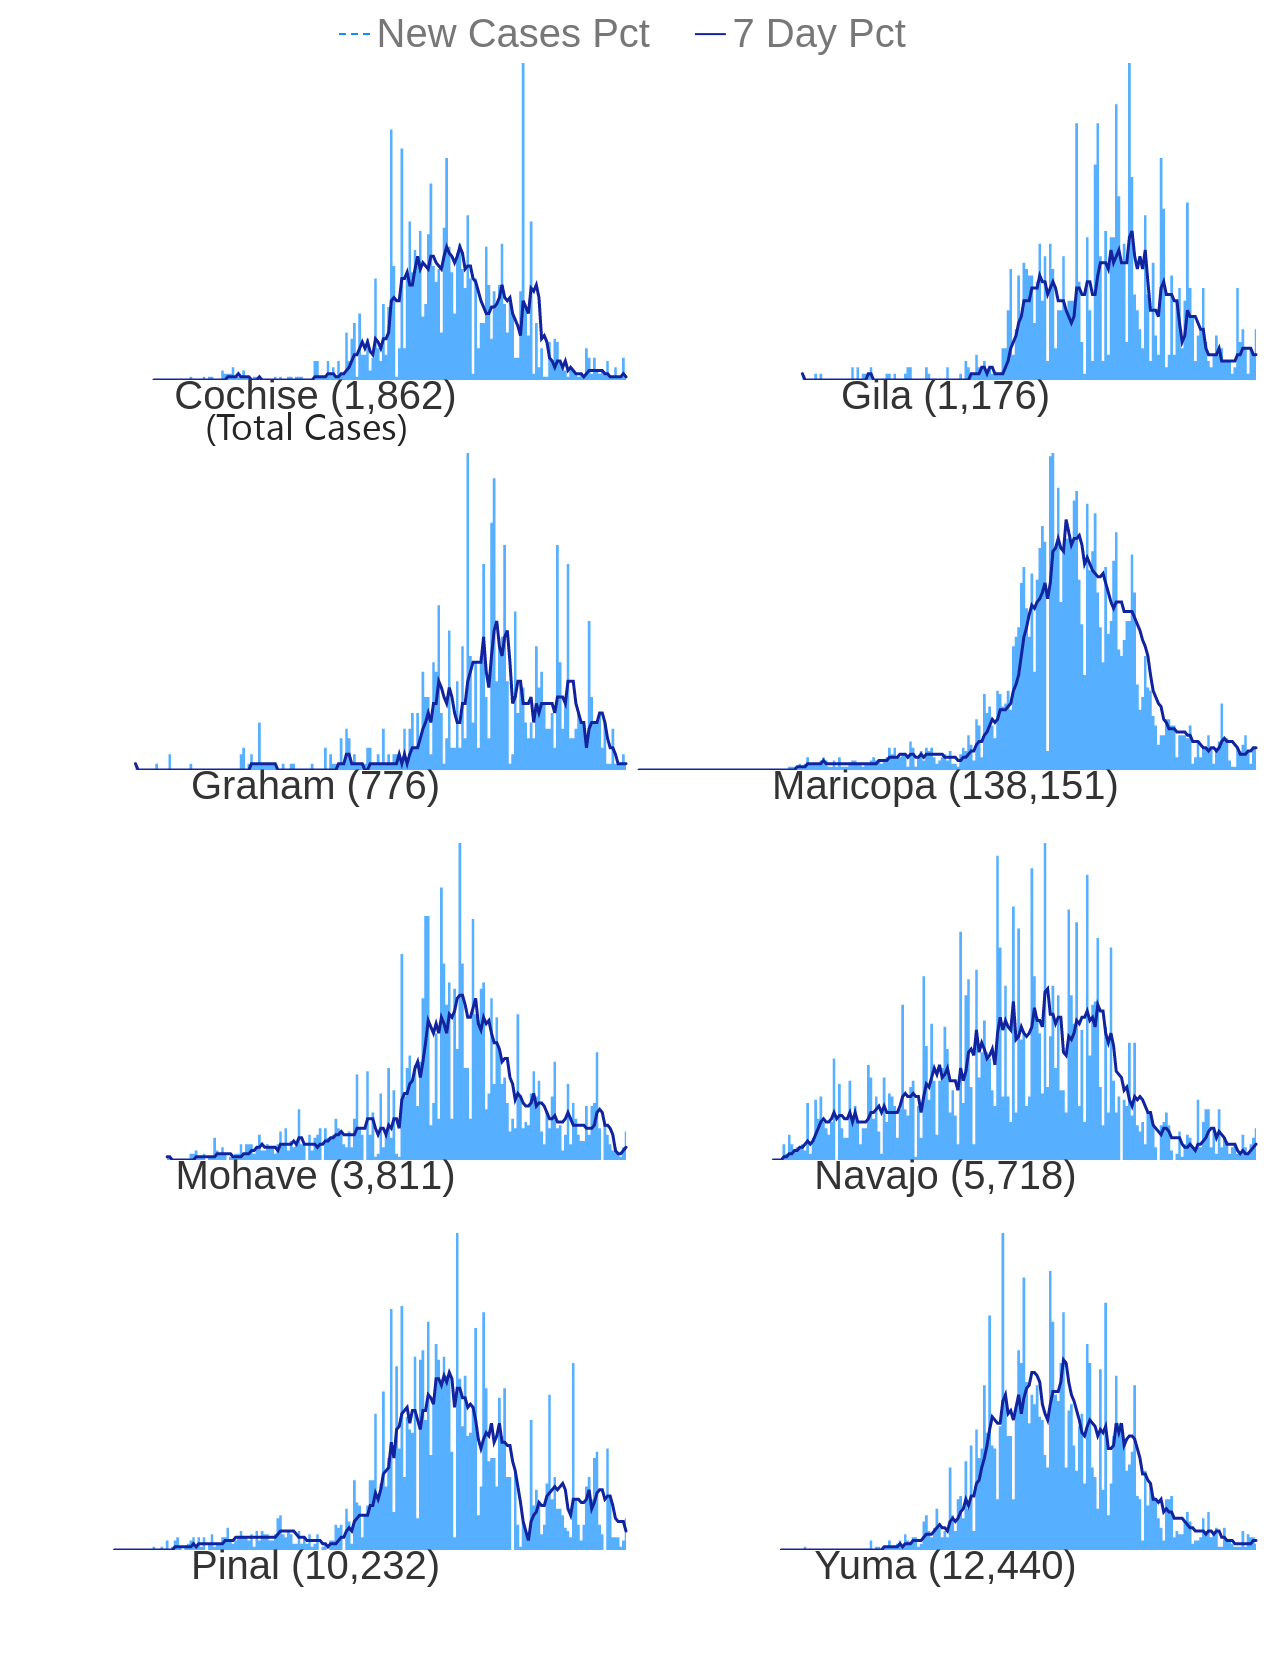 New Cases Pct 7 Day Pct
Cochise (1,862) Gila (1,176)
(Total Cases)
Graham (776) Maricopa (138,151)
Mohave (3,811) Navajo (5,718)
Pinal (10,232) Yuma (12,440)